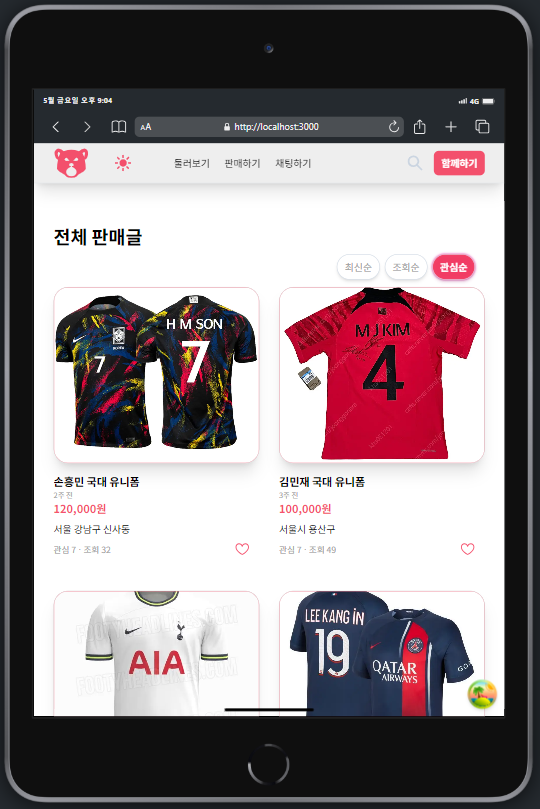 5월 금요일 오후 9:04
4G
AA
http://localhost:3000
둘러보기 판매하기 채팅하기
함께하기
전체 판매글
최신순 조회순 관심순
H M SON
7
7
KOREA
M J KIM
4
손흥민 국대 유니폼
2주 전
120,000원
서울 강남구 신사동
관심 7 · 조회 32
김민재 국대 유니폼
3주 전
100,000원
서울시 용산구
관심 7 · 조회 49
AIA
LEE KANG iN
19
QATAR
AIRWAYS